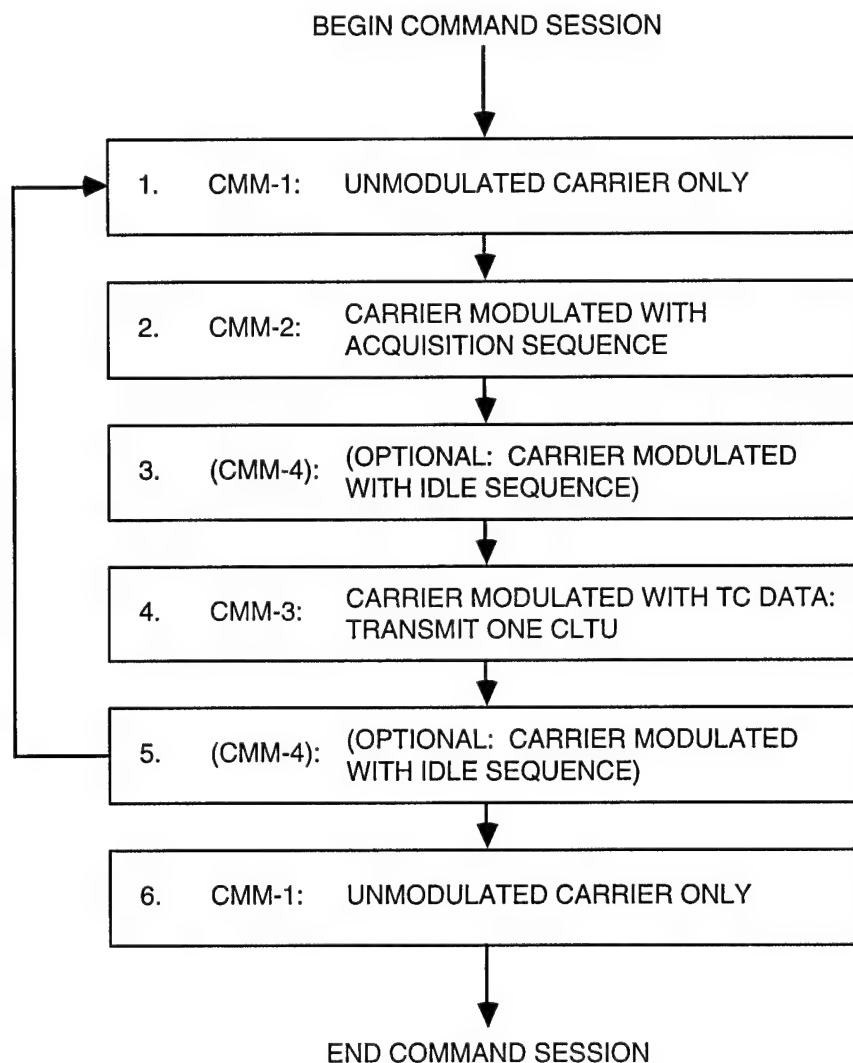 BEGIN COMMAND SESSION
1. CMM-1: UNMODULATED CARRIER ONLY
2. CMM-2: CARRIER MODULATED WITH
ACQUISITION SEQUENCE
3. (CMM-4): (OPTIONAL: CARRIER MODULATED
WITH IDLE SEQUENCE)
4. CMM-3: CARRIER MODULATED WITH TC DATA:
TRANSMIT ONE CLTU
5. (CMM-4): (OPTIONAL: CARRIER MODULATED
WITH IDLE SEQUENCE)
6. CMM-1: UNMODULATED CARRIER ONLY
END COMMAND SESSION